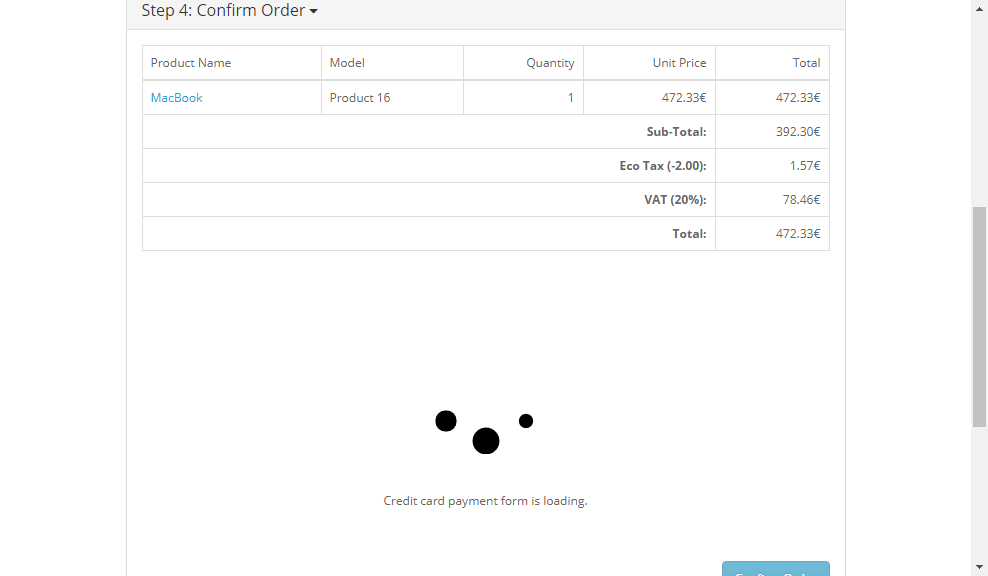 Step 4: Confirm Order
Product Name Model Quantity Unit Price Total
MacBook Product 16 1 472.33€ 472.33€
Sub-Total: 392.30€
Eco Tax (-2.00): 1.57€
VAT (20%): 78.46€
Total: 472.33€
Credit card payment form is loading.